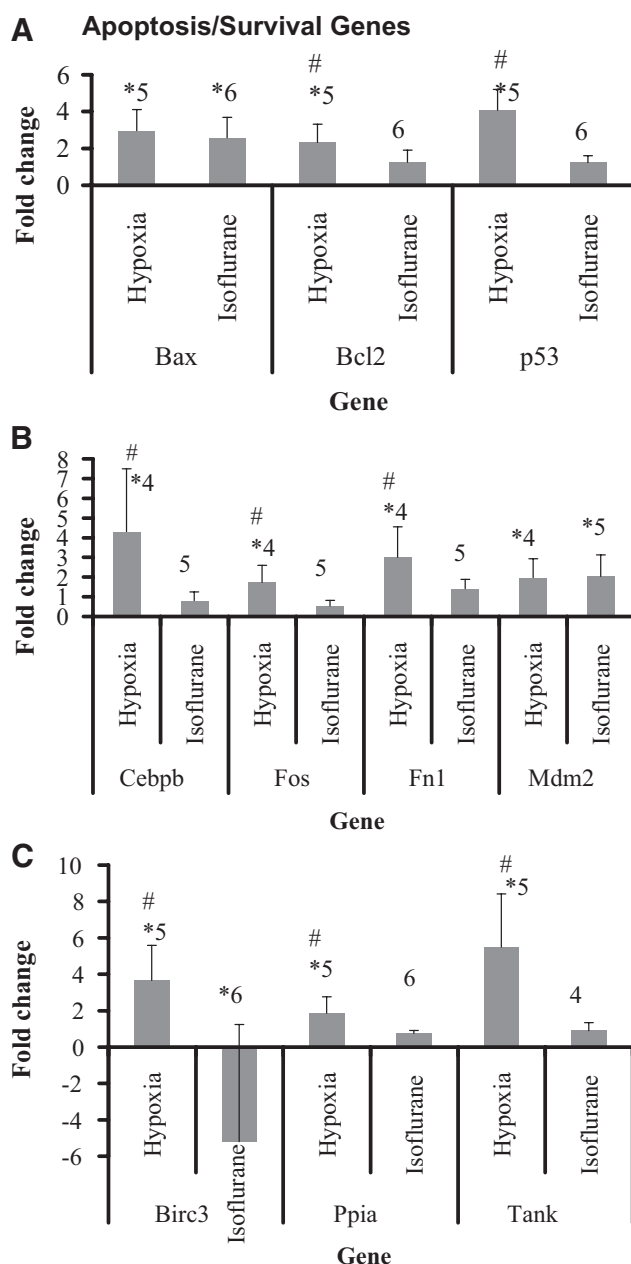 A Apoptosis/Survival Genes
Fold change
6
4
2
0
*5
*6
#
*5
6
#
*5
6
Hypoxia
Isoflurane
Hypoxia
Isoflurane
Hypoxia
Isoflurane
Bax Bcl2 p53
Gene
B
Fold change
8
7
6
5
4
3
2
1
0
#
*4
5
#
*4
5
#
*4
5
*4
*5
Hypoxia
Isoflurane
Hypoxia
Isoflurane
Hypoxia
Isoflurane
Hypoxia
Isoflurane
Cebpb Fos Fn1 Mdm2
Gene
C
Fold change
10
8
6
4
2
0
-2
-4
-6
#
*5
*6
#
*5
6
#
*5
4
Hypoxia
Isoflurane
Hypoxia
Isoflurane
Hypoxia
Isoflurane
Birc3 Ppia Tank
Gene